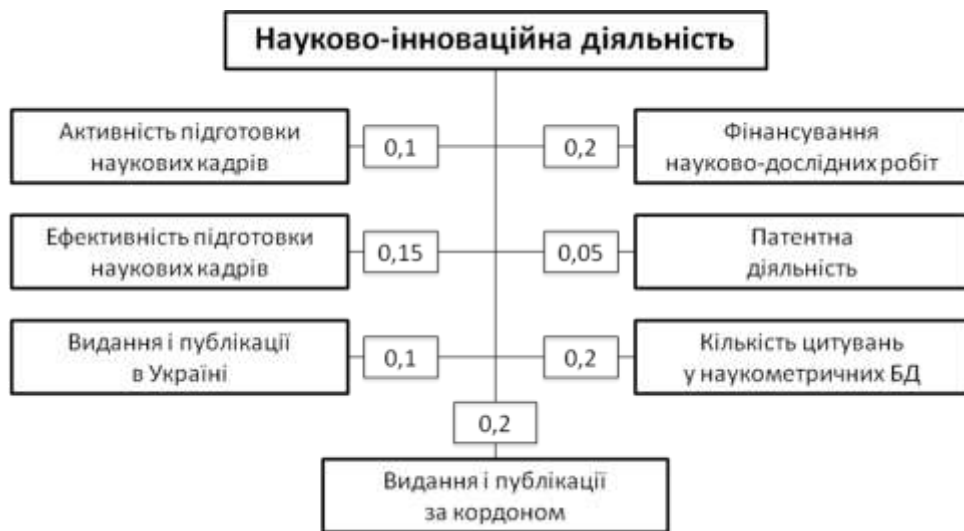 Науково-інноваційна діяльність
Активність підготовки
наукових кадрів
0,1
0,2
Фінансування
науково-дослідних робіт
Ефективність підготовки
наукових кадрів
0,15
0,05
Патентна
діяльність
Видання і публікації
в Україні
0,1
0,2
Кількість цитувань
у наукометричних БД
0,2
Видання і публікації
за кордоном